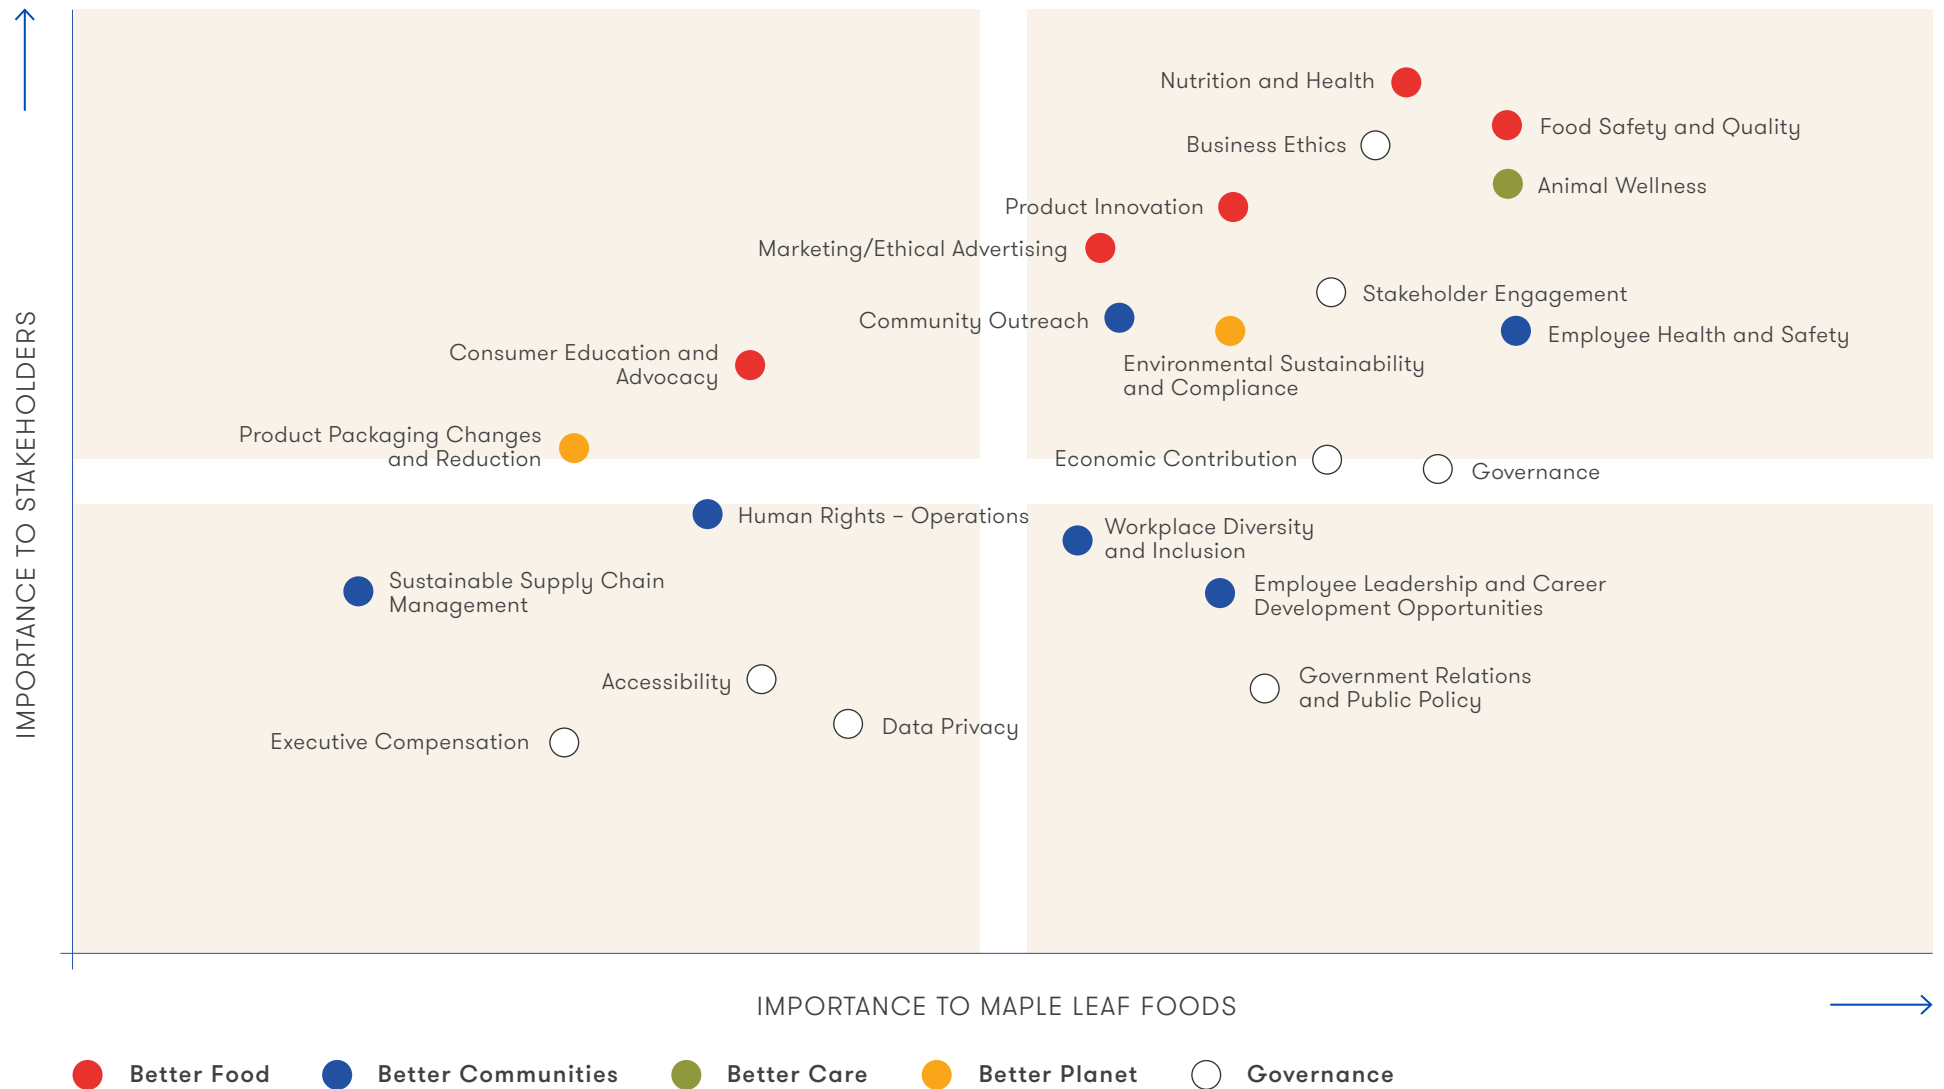 Nutrition and Health
Food Safety and Quality
Business Ethics
Animal Wellness
Product Innovation
Marketing/Ethical Advertising
Stakeholder Engagement
Community Outreach
Employee Health and Safety
Consumer Education and
Advocacy
Environmental Sustainability
and Compliance
Product Packaging Changes
and Reduction
Economic Contribution
Governance
Human Rights – Operations
Workplace Diversity
and Inclusion
Sustainable Supply Chain
Management
Employee Leadership and Career
Development Opportunities
Accessibility
Government Relations
and Public Policy
Data Privacy
Executive Compensation
IMPORTANCE TO STAKEHOLDERS
IMPORTANCE TO MAPLE LEAF FOODS
Better Food
Better Communities
Better Care
Better Planet
Governance